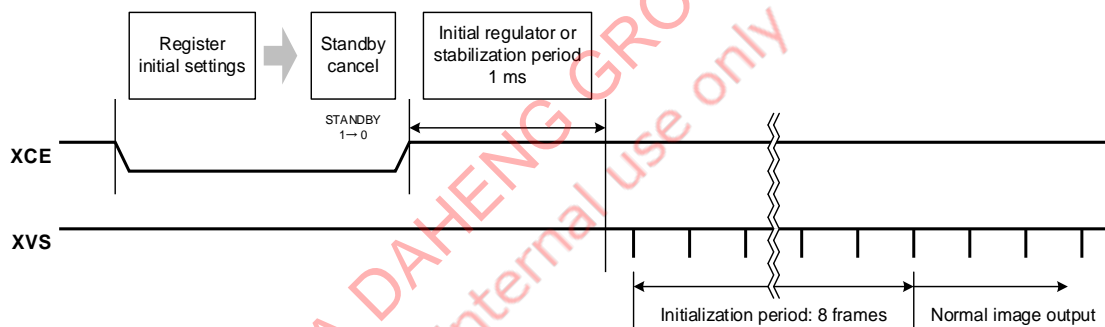 Register
initial settings
Standby
cancel
Initial regulator or
stabilization period
1 ms
STANDBY
1→ 0
XCE
XVS
Initialization period: 8 frames
Normal image output
A DAHENG GRO
internal use only